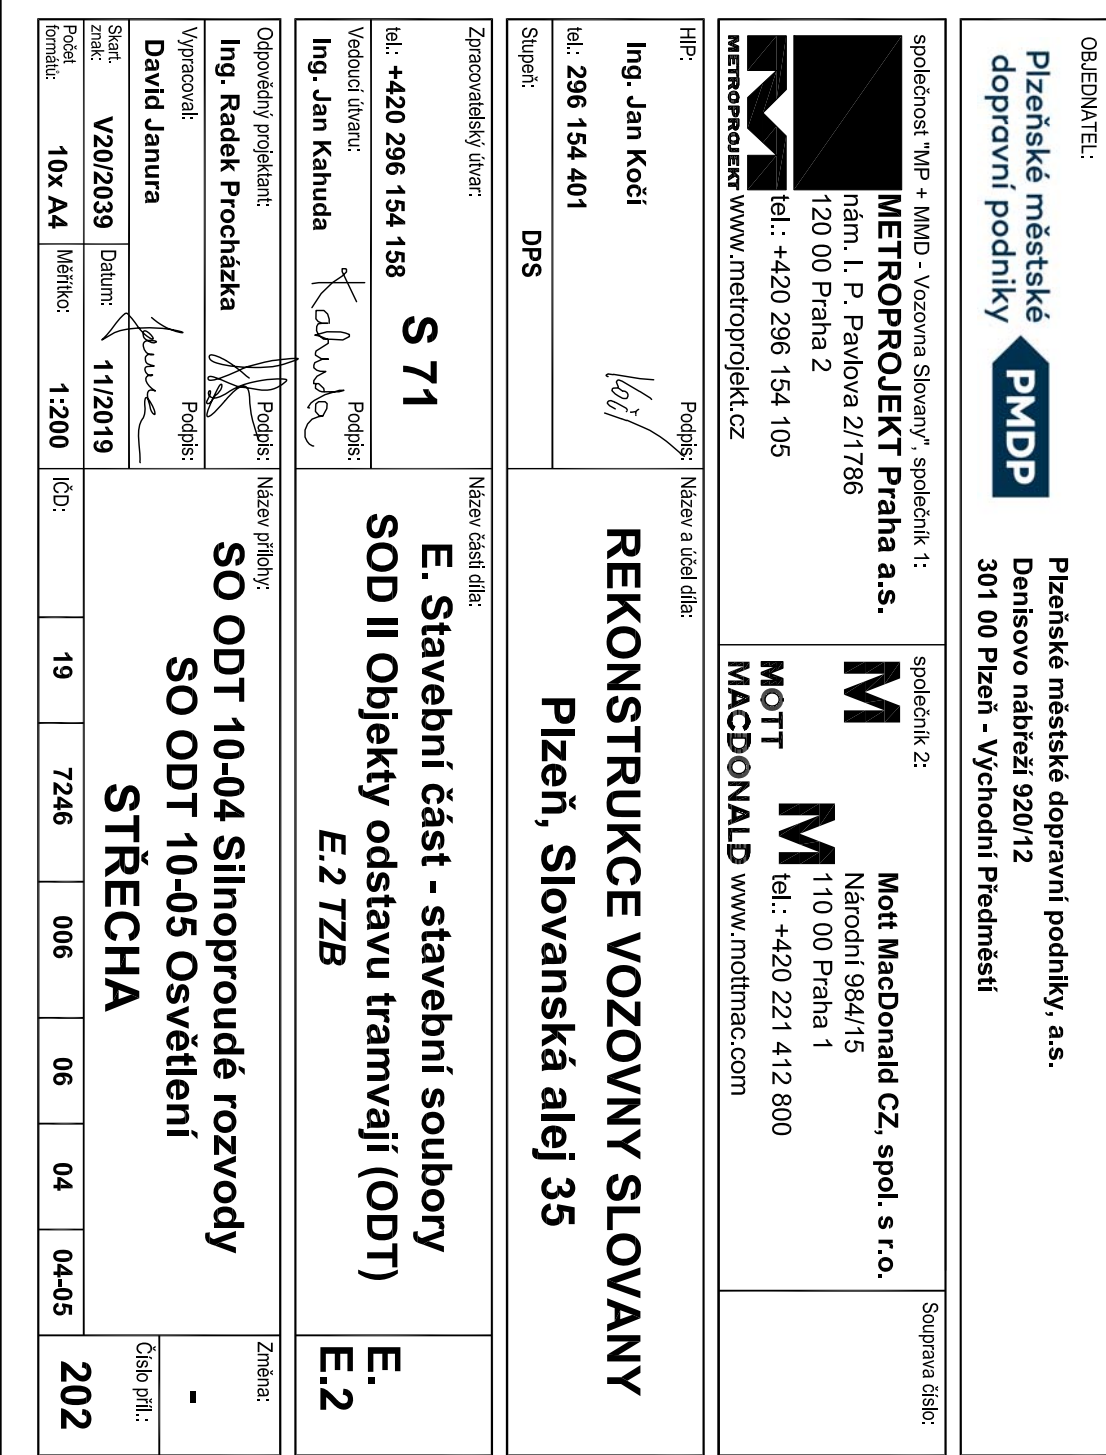 OBJEDNATEL:
Plzeňské městské
dopravní podniky
PMDP
Plzeňské městské dopravní podniky, a.s.
Denisovo nábřeží 920/12
301 00 Plzeň - Východní Předměstí
společnost "MP + MMD - Vozovna Slovany", společník 1:
METROPROJEKT Praha a.s.
nám. I. P. Pavlova 2/1786
120 00 Praha 2
tel.: +420 296 154 105
www.metroprojekt.cz
METROPROJEKT
společník 2:
M
MOTT
MACDONALD
M
Mott MacDonald CZ, spol. s r.o.
Národní 984/15
110 00 Praha 1
tel.: +420 221 412 800
www.mottmac.com
Souprava číslo:
HIP:
Podpis:
Ing. Jan Kočí
Kočí
tel.: 296 154 401
Stupeň:
DPS
Název a účel díla:
REKONSTRUKCE VOZOVNY SLOVANY
Plzeň, Slovanská alej 35
Zpracovatelský útvar:
S 71
tel.: +420 296 154 158
Vedoucí útvaru:
Podpis:
Ing. Jan Kahuda
Kahuda
Název části díla:
E. Stavební část - stavební soubory
SOD II Objekty odstavu tramvají (ODT)
E.2 TZB
E.
E.2
Odpovědný projektant:
Podpis:
Ing. Radek Procházka
Vypracoval:
Podpis:
David Janura
Skart.
znak:
V20/2039
Datum:
11/2019
Počet
formátů:
10x A4
Měřítko:
1:200
Název přílohy:
SO ODT 10-04 Silnoproudé rozvody
SO ODT 10-05 Osvětlení
STŘECHA
Změna:
-
Číslo příl.:
202
IČD:
19
7246
006
06
04
04-05